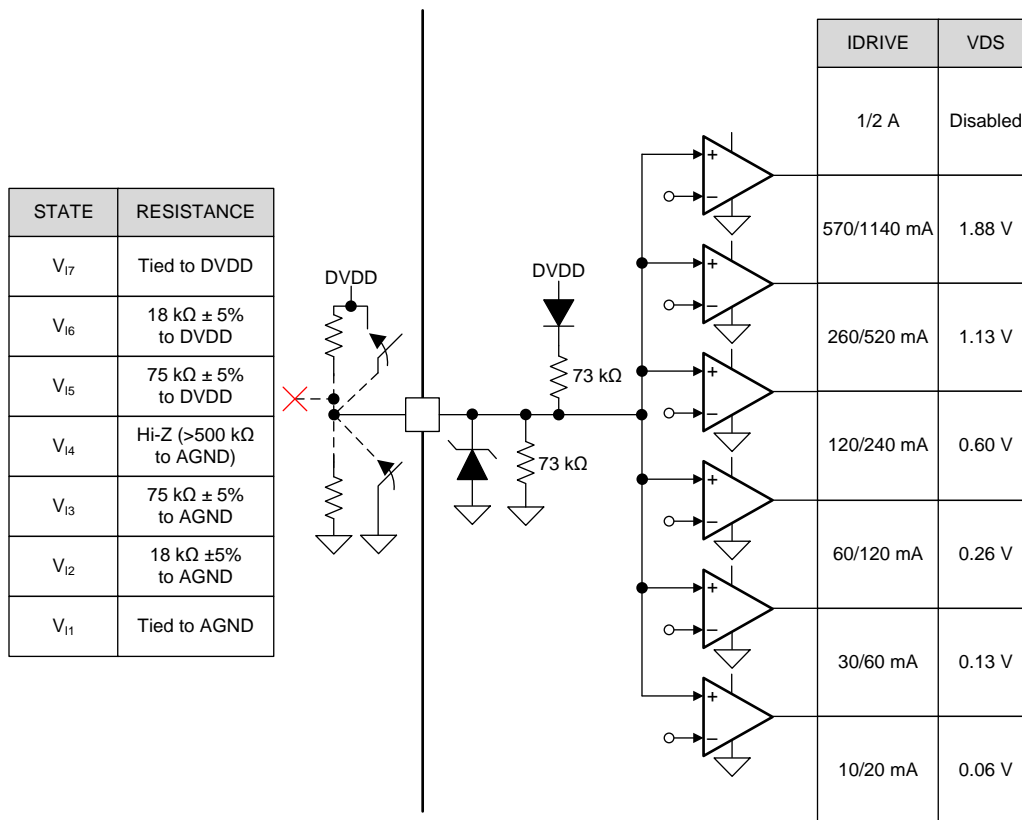 STATE RESISTANCE
V_I7 Tied to DVDD
V_I6 18 kΩ ± 5%
to DVDD
V_I5 75 kΩ ± 5%
to DVDD
V_I4 Hi-Z (>500 kΩ
to AGND)
V_I3 75 kΩ ± 5%
to AGND
V_I2 18 kΩ ±5%
to AGND
V_I1 Tied to AGND
DVDD
DVDD
73 kΩ
73 kΩ
+
−
+
−
+
−
+
−
+
−
+
−
IDRIVE VDS
1/2 A Disabled
570/1140 mA 1.88 V
260/520 mA 1.13 V
120/240 mA 0.60 V
60/120 mA 0.26 V
30/60 mA 0.13 V
10/20 mA 0.06 V